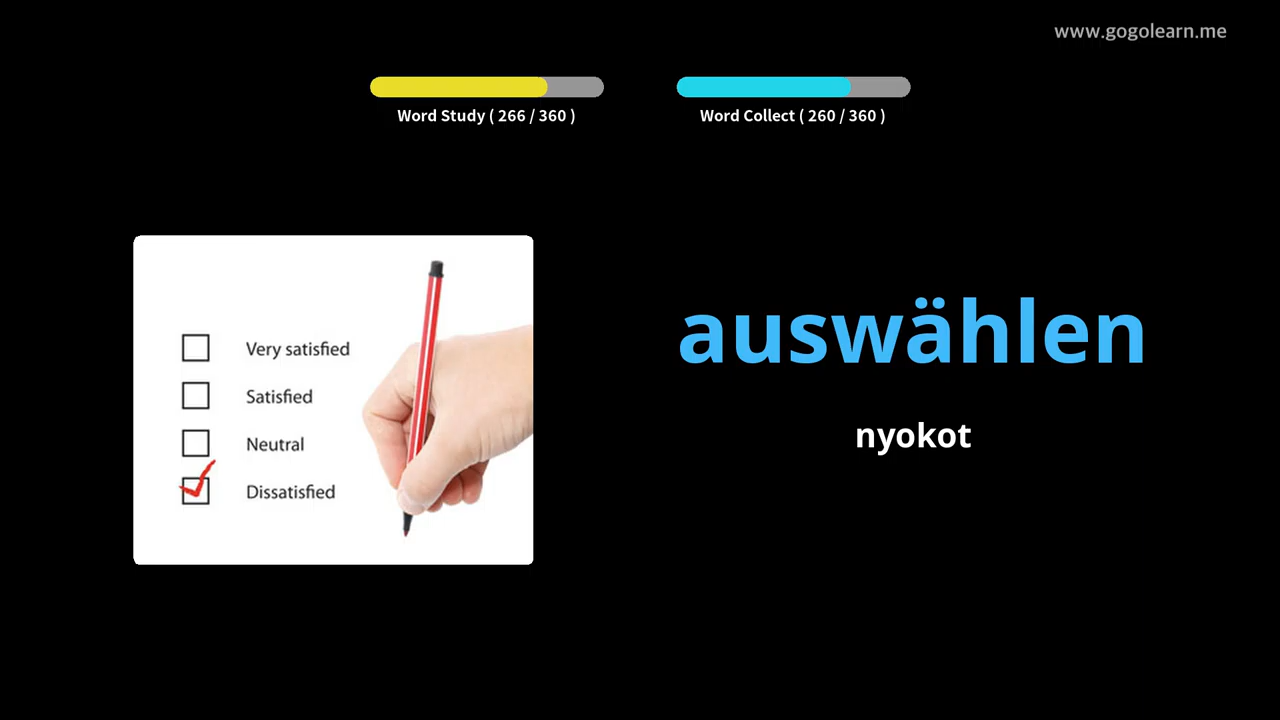 www.gogolearn.me
Word Study ( 266 / 360 )
Word Collect ( 260 / 360 )
Very satisfied
Satisfied
Neutral
Dissatisfied
auswählen
nyokot